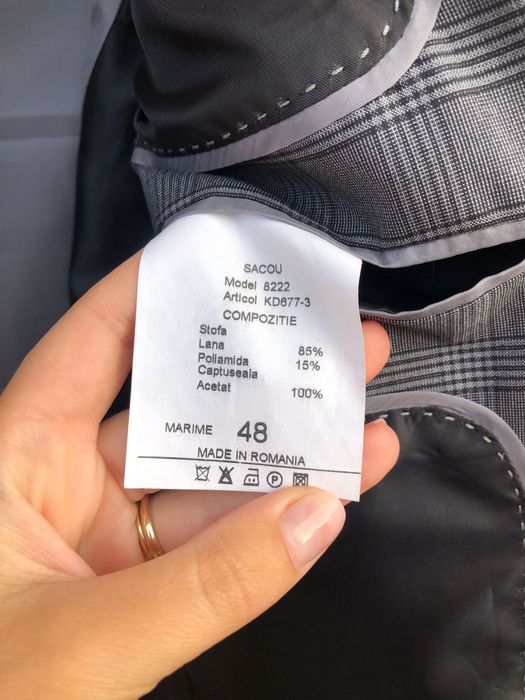 SACOU
Model 8222
Articol KD677-3
COMPOZITIE
Stofa
Lana 85%
Poliamida 15%
Captuseala
Acetat 100%
MARIME 48
MADE IN ROMANIA
P